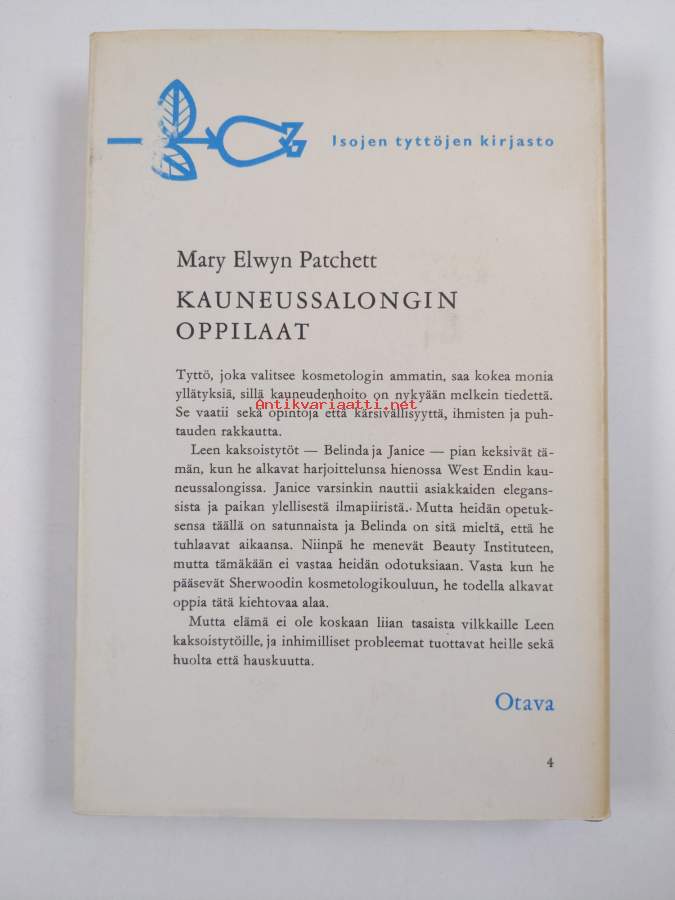 Isojen tyttöjen kirjasto
Mary Elwyn Patchett
KAUNEUSSALONGIN
OPPILAAT
Tyttö, joka valitsee kosmetologin ammatin, saa kokea monia
yllätyksiä, sillä kauneudenhoito on nykyään melkein tiedettä.
Antikvariaatti.net
Se vaatii sekä opintoja että kärsivällisyyttä, ihmisten ja puh-
tauden rakkautta.
Leen kaksoistytöt — Belinda ja Janice — pian keksivät tä-
män, kun he alkavat harjoittelunsa hienossa West Endin kau-
neussalongissa. Janice varsinkin nauttii asiakkaiden elegans-
sista ja paikan ylellisestä ilmapiiristä. Mutta heidän opetuk-
sensa täällä on satunnaista ja Belinda on sitä mieltä, että he
tuhlaavat aikaansa. Niinpä he menevät Beauty Instituteen,
mutta tämäkään ei vastaa heidän odotuksiaan. Vasta kun he
pääsevät Sherwoodin kosmetologikouluun, he todella alkavat
oppia tätä kiehtovaa alaa.
Mutta elämä ei ole koskaan liian tasaista vilkkaille Leen
kaksoistytöille, ja inhimilliset probleemat tuottavat heille sekä
huolta että hauskuutta.
Otava
4